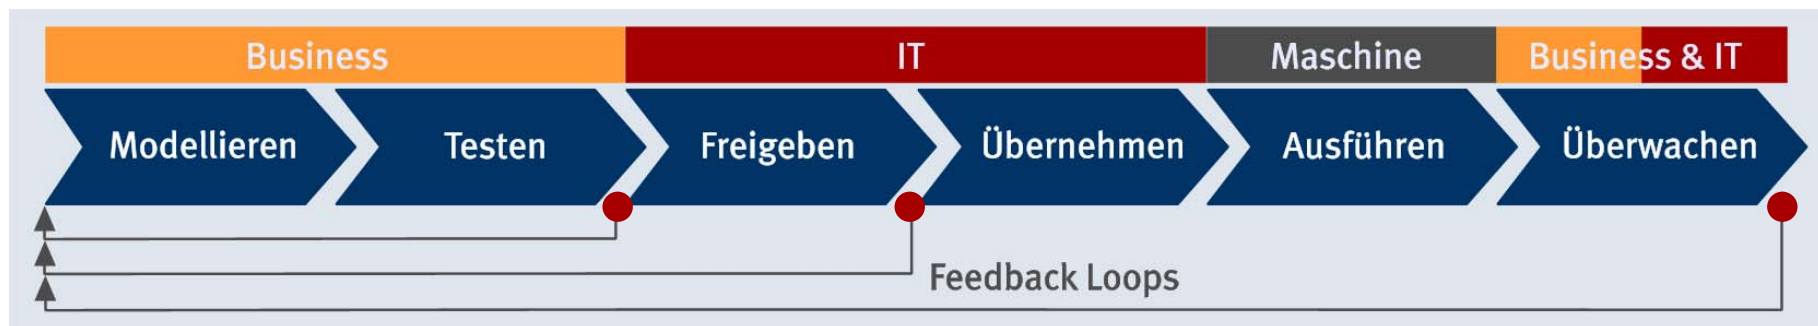 Business IT Maschine Business & IT
Modellieren Testen Freigeben Übernehmen Ausführen Überwachen
Feedback Loops